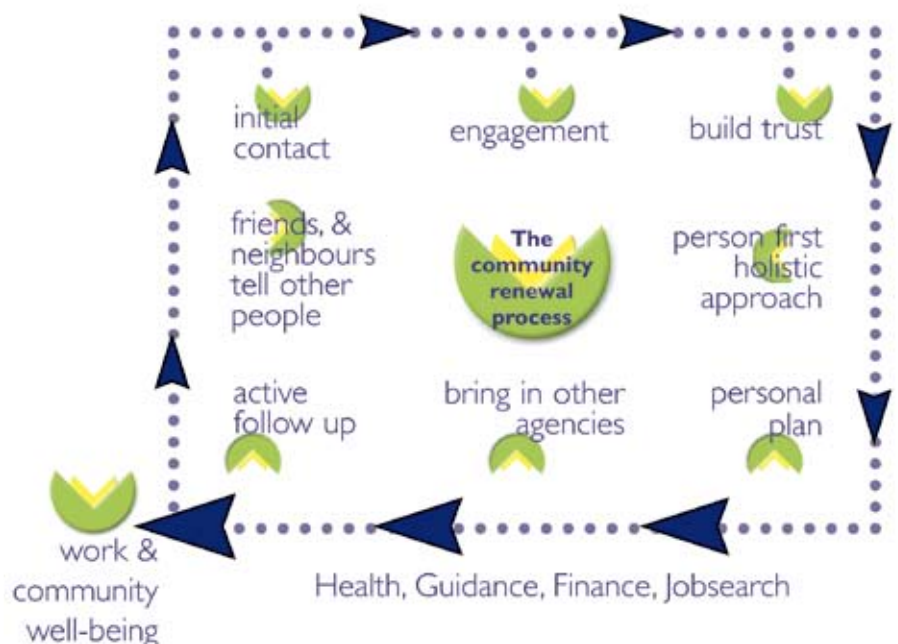 initial
contact
engagement
build trust
friends, &
neighbours
tell other
people
The
community
renewal
process
person first
holistic
approach
active
follow up
bring in other
agencies
personal
plan
work &
community
well-being
Health, Guidance, Finance, Jobsearch